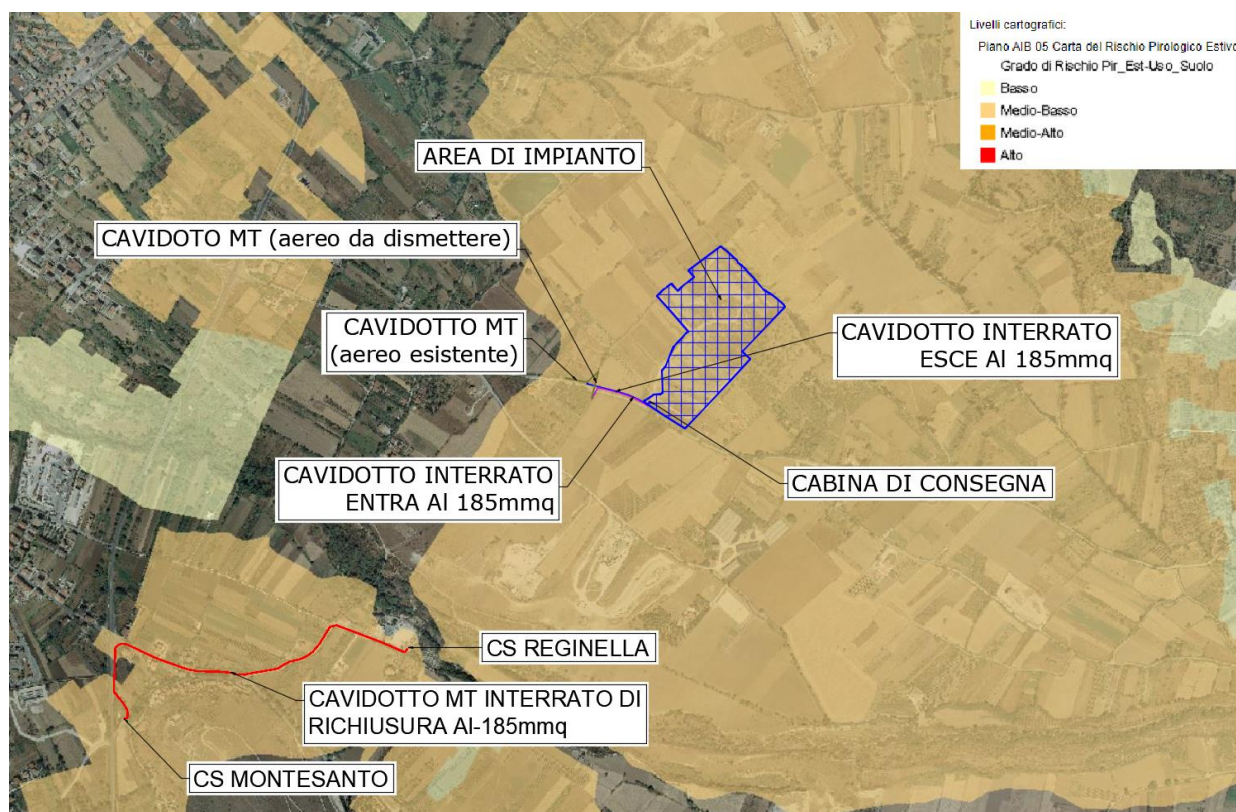 Livelli cartografici:
Piano AIB 05 Carta del Rischio Pirologico Estivo
Grado di Rischio Pir_Est-Uso_Suolo
Basso
Medio-Basso
Medio-Alto
Alto
AREA DI IMPIANTO
CAVIDOTO MT (aereo da dismettere)
CAVIDOTTO MT
(aereo esistente)
CAVIDOTTO INTERRATO
ESCE Al 185mmq
CAVIDOTTO INTERRATO
ENTRA Al 185mmq
CABINA DI CONSEGNA
CS REGINELLA
CAVIDOTTO MT INTERRATO DI
RICHIUSURA Al-185mmq
CS MONTESANTO